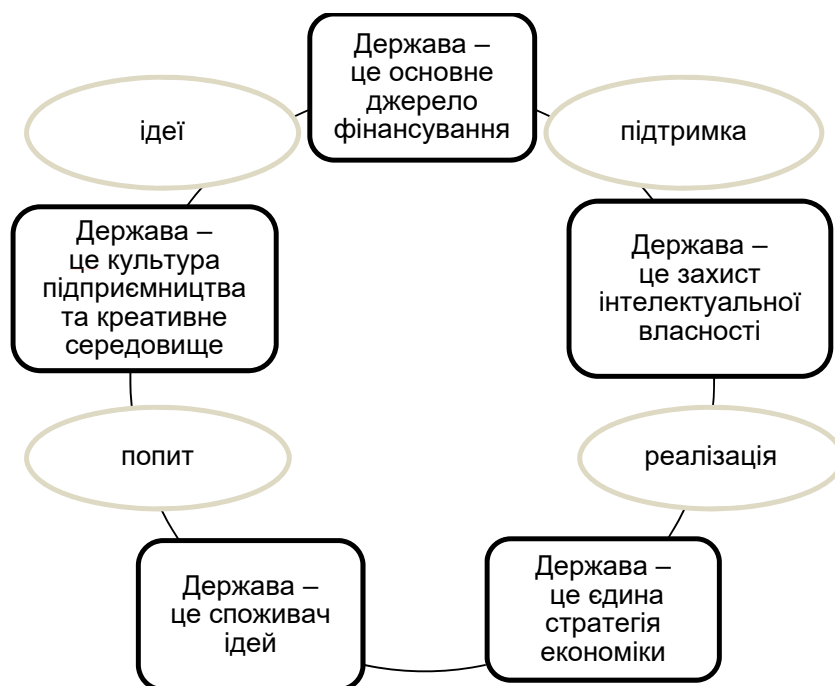 Держава –
це основне
джерело
фінансування
ідеї
підтримка
Держава –
це культура
підприємництва
та креативне
середовище
Держава –
це захист
інтелектуальної
власності
попит
реалізація
Держава –
це споживач
ідей
Держава –
це єдина
стратегія
економіки